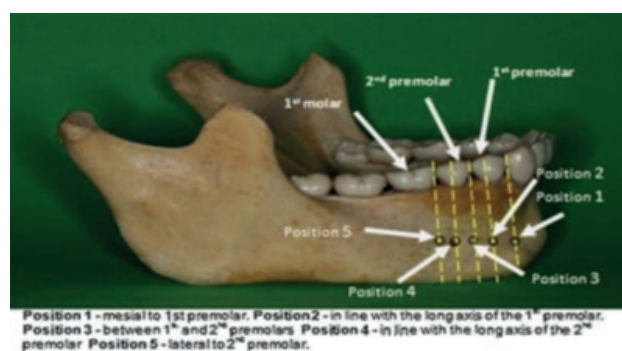 1st premolar
2nd premolar
1st molar
Position 2
Position 1
Position 5
Position 4
Position 3
Position 1 - mesial to 1st premolar. Position2 - in line with the long axis of the 1st premolar.
Position 3 - between 1st and 2nd premolars Position 4 - in line with the long axis of the 2nd
premolar Position 5 - lateral to 2nd premolar.